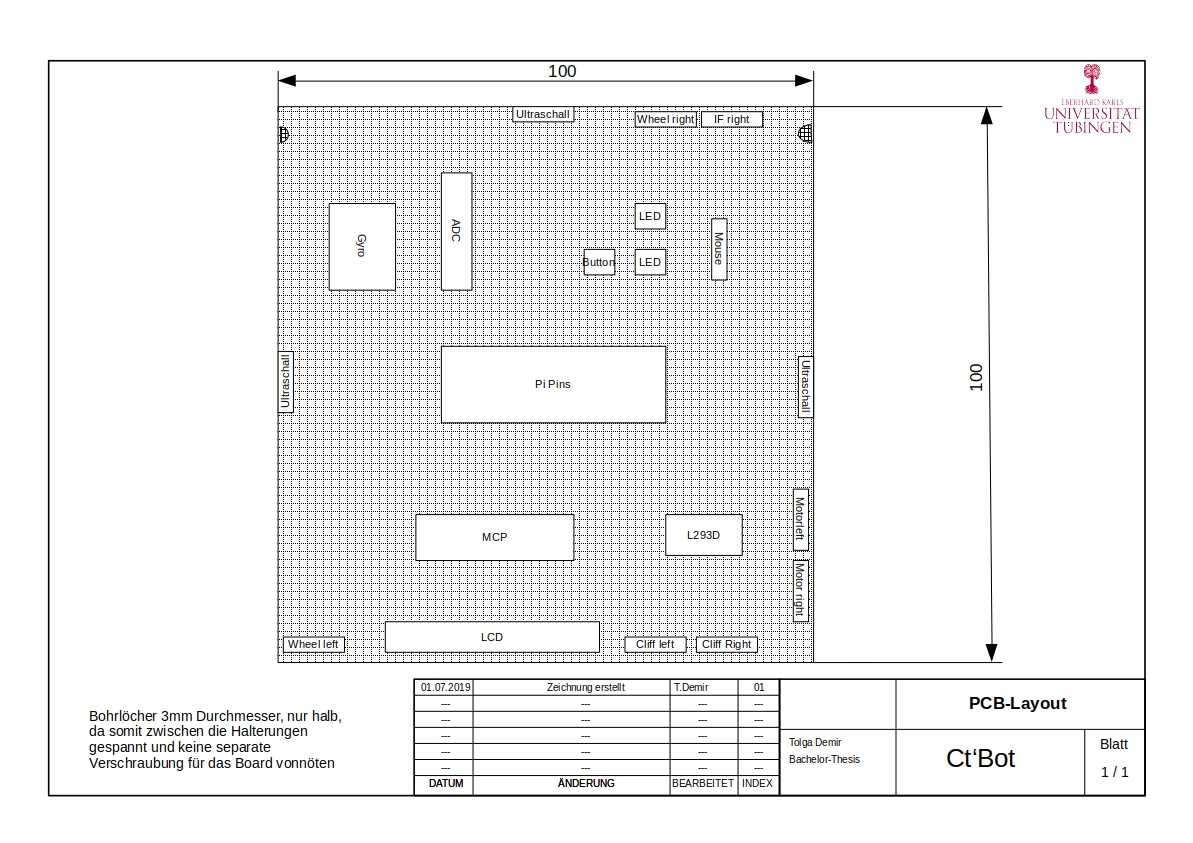 100
EBERHARD KARLS
UNIVERSITÄT
TÜBINGEN
Ultraschall
Wheel right
IF right
Gyro
ADC
LED
Mouse
Button
LED
Ultraschall
Pi Pins
Ultraschall
100
MCP
L293D
Motorleft
Motor right
Wheel left
LCD
Cliff left
Cliff Right
Bohrlöcher 3mm Durchmesser, nur halb,
da somit zwischen die Halterungen
gespannt und keine separate
Verschraubung für das Board vonnöten
01.07.2019 Zeichnung erstellt T.Demir 01
--- --- --- ---
--- --- --- ---
--- --- --- ---
--- --- --- ---
--- --- --- ---
DATUM ÄNDERUNG BEARBEITET INDEX
PCB-Layout
Tolga Demir
Bachelor-Thesis
Ct‘Bot
Blatt
1 / 1